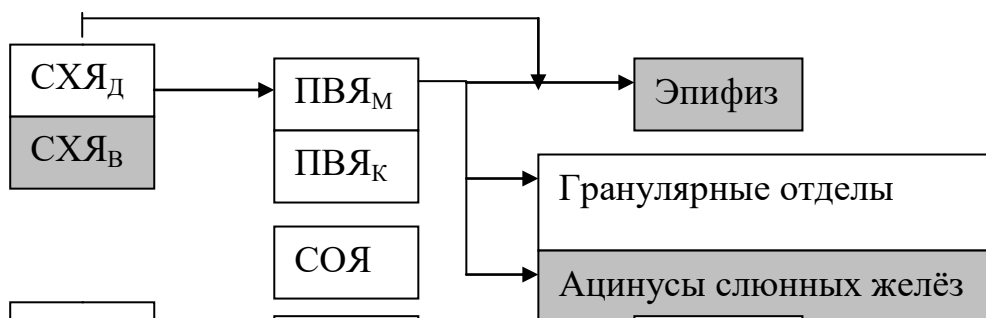 СХЯД
СХЯВ
ПВЯМ
ПВЯК
СОЯ
Эпифиз
Гранулярные отделы
Ацинусы слюнных желёз